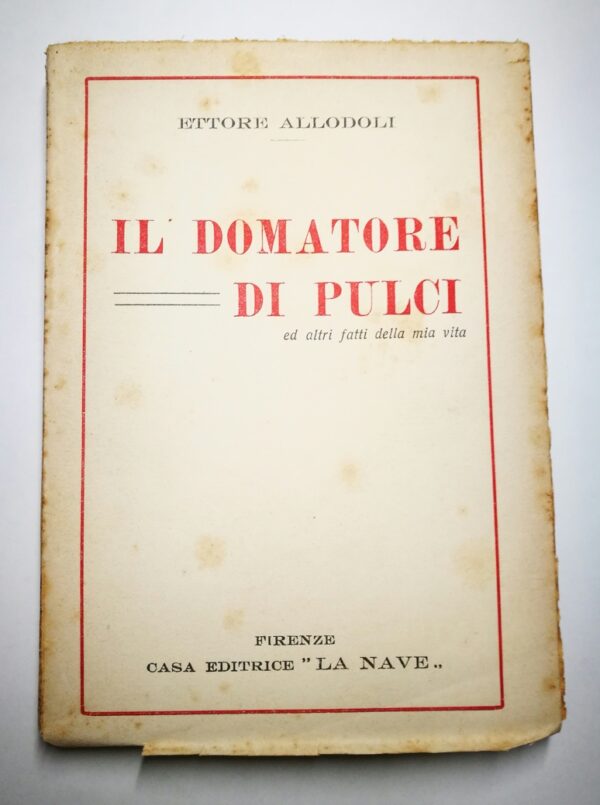 ETTORE ALLODOLI
IL DOMATORE
DI PULCI
ed altri fatti della mia vita
FIRENZE
CASA EDITRICE "LA NAVE„